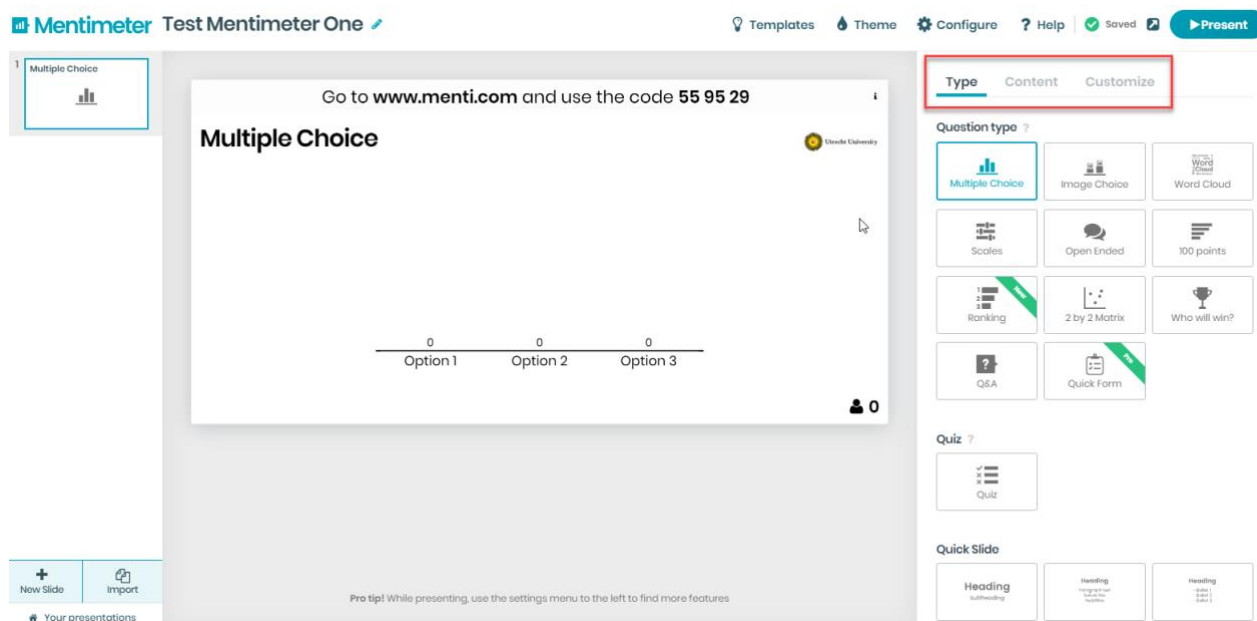 Mentimeter Test Mentimeter One
Templates Theme Configure ? Help Saved Present
1 Multiple Choice
Go to www.menti.com and use the code 55 95 29
i
Multiple Choice
Utrecht University
0 0 0
Option 1 Option 2 Option 3
0
Pro tip! While presenting, use the settings menu to the left to find more features
New Slide Import
Your presentations
Type Content Customize
Question type ?
Multiple Choice Image Choice Word Cloud
Scales Open Ended 100 points
New
Ranking 2 by 2 Matrix Who will win?
Pro
Q&A Quick Form
Quiz ?
Quiz
Quick Slide
Heading Heading Heading
Subheading